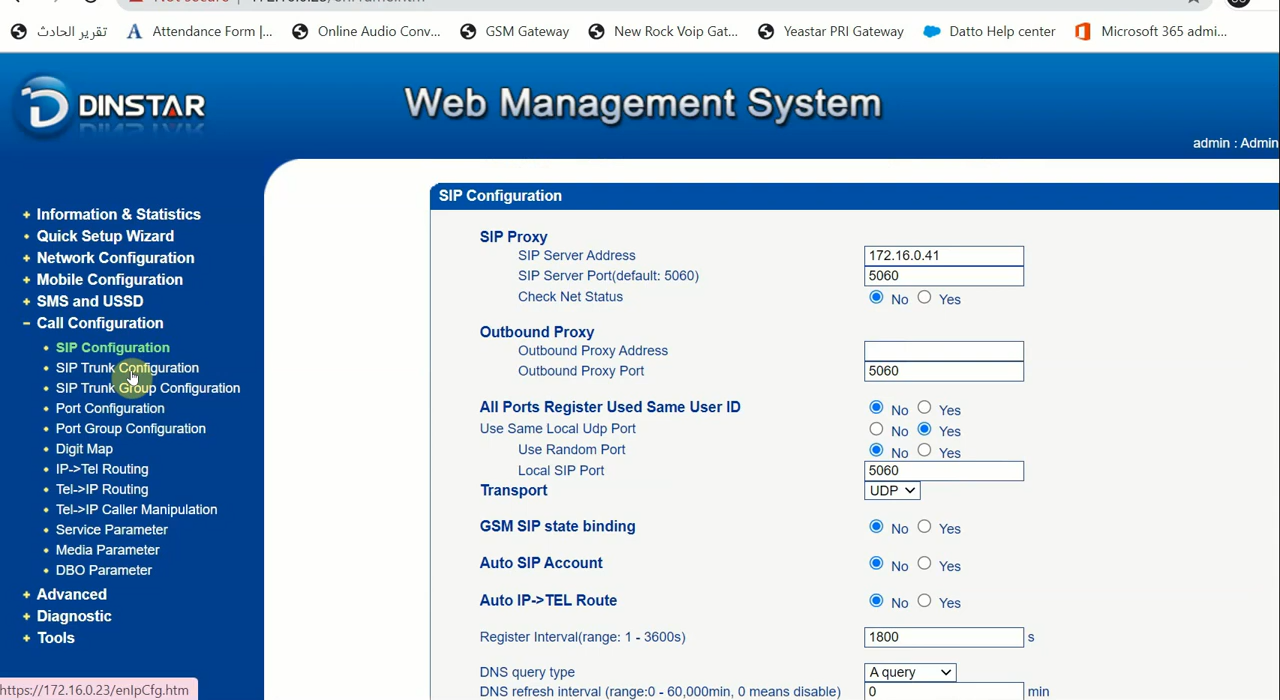 Not secure
تقرير الحادث
Attendance Form |...
Online Audio Conv...
GSM Gateway
New Rock Voip Gat...
Yeastar PRI Gateway
Datto Help center
Microsoft 365 admi...
DINSTAR
Web Management System
admin : Admin
+ Information & Statistics
• Quick Setup Wizard
+ Network Configuration
+ Mobile Configuration
+ SMS and USSD
− Call Configuration
• SIP Configuration
• SIP Trunk Configuration
• SIP Trunk Group Configuration
• Port Configuration
• Port Group Configuration
• Digit Map
• IP->Tel Routing
• Tel->IP Routing
• Tel->IP Caller Manipulation
• Service Parameter
• Media Parameter
• DBO Parameter
+ Advanced
+ Diagnostic
+ Tools
SIP Configuration
SIP Proxy
SIP Server Address 172.16.0.41
SIP Server Port(default: 5060) 5060
Check Net Status No Yes
Outbound Proxy
Outbound Proxy Address
Outbound Proxy Port 5060
All Ports Register Used Same User ID No Yes
Use Same Local Udp Port No Yes
Use Random Port No Yes
Local SIP Port 5060
Transport UDP
GSM SIP state binding No Yes
Auto SIP Account No Yes
Auto IP->TEL Route No Yes
Register Interval(range: 1 - 3600s) 1800 s
DNS query type A query
DNS refresh interval (range:0 - 60,000min, 0 means disable) 0 min
https://172.16.0.23/enIpCfg.htm